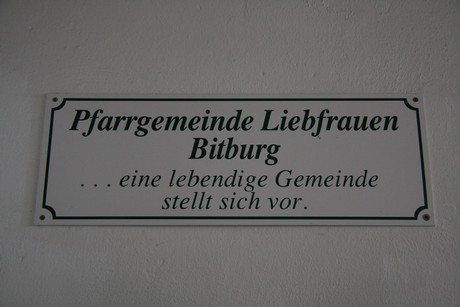 Pfarrgemeinde Liebfrauen
Bitburg
. . . eine lebendige Gemeinde
stellt sich vor.